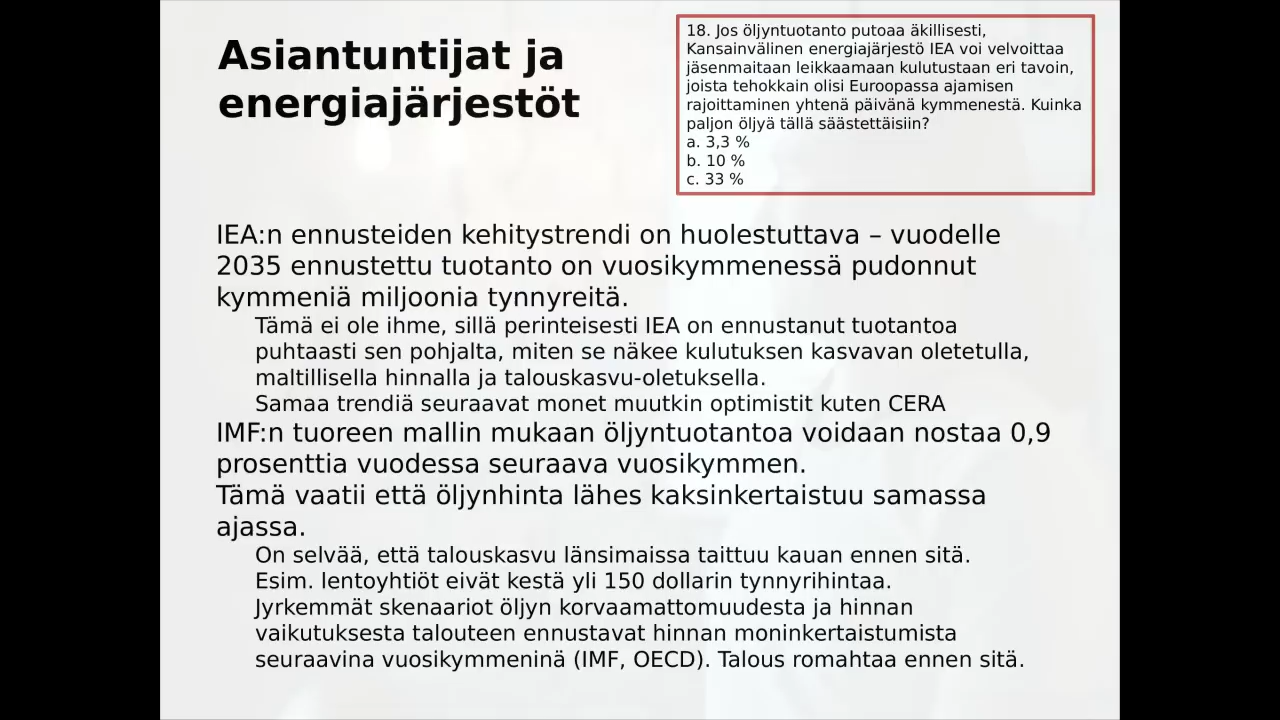 Asiantuntijat ja
energiajärjestöt
18. Jos öljyntuotanto putoaa äkillisesti,
Kansainvälinen energiajärjestö IEA voi velvoittaa
jäsenmaitaan leikkaamaan kulutustaan eri tavoin,
joista tehokkain olisi Euroopassa ajamisen
rajoittaminen yhtenä päivänä kymmenestä. Kuinka
paljon öljyä tällä säästettäisiin?
a. 3,3 %
b. 10 %
c. 33 %
IEA:n ennusteiden kehitystrendi on huolestuttava – vuodelle
2035 ennustettu tuotanto on vuosikymmenessä pudonnut
kymmeniä miljoonia tynnyreitä.
Tämä ei ole ihme, sillä perinteisesti IEA on ennustanut tuotantoa
puhtaasti sen pohjalta, miten se näkee kulutuksen kasvavan oletetulla,
maltillisella hinnalla ja talouskasvu-oletuksella.
Samaa trendiä seuraavat monet muutkin optimistit kuten CERA
IMF:n tuoreen mallin mukaan öljyntuotantoa voidaan nostaa 0,9
prosenttia vuodessa seuraava vuosikymmen.
Tämä vaatii että öljynhinta lähes kaksinkertaistuu samassa
ajassa.
On selvää, että talouskasvu länsimaissa taittuu kauan ennen sitä.
Esim. lentoyhtiöt eivät kestä yli 150 dollarin tynnyrihintaa.
Jyrkemmät skenaariot öljyn korvaamattomuudesta ja hinnan
vaikutuksesta talouteen ennustavat hinnan moninkertaistumista
seuraavina vuosikymmeninä (IMF, OECD). Talous romahtaa ennen sitä.